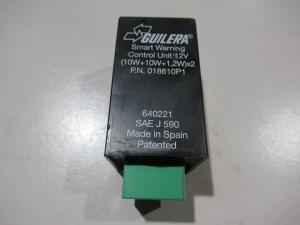 GUILERA
Smart Warning
Control Unit 12V
(10W+10W+1,2W)x2
P.N. 018610P1
640221
SAE J 590
Made in Spain
Patented